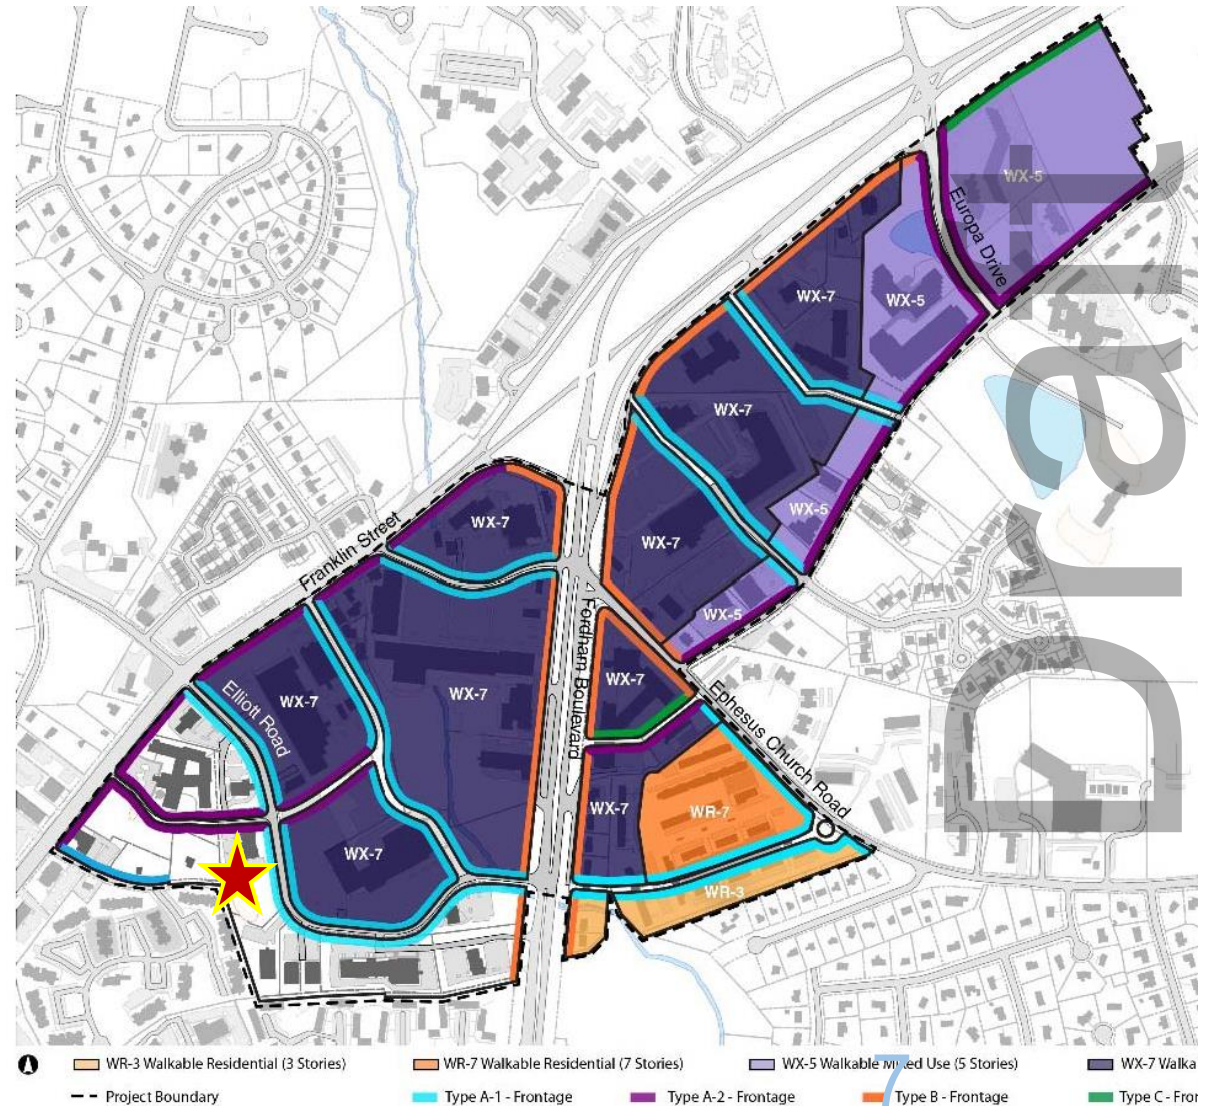 WX-5
Europa Drive
WX-7
WX-5
WX-7
WX-5
WX-7
WX-7
Franklin Street
WX-5
Fordham Boulevard
WX-7
Ephesus Church Road
WX-7
WX-7
Elliott Road
WX-7
WR-7
WX-7
WR-3
Draft
WR-3 Walkable Residential (3 Stories)
WR-7 Walkable Residential (7 Stories)
WX-5 Walkable Mixed Use (5 Stories)
WX-7 Walka
Project Boundary
Type A-1 - Frontage
Type A-2 - Frontage
Type B - Frontage
Type C - Fron
7